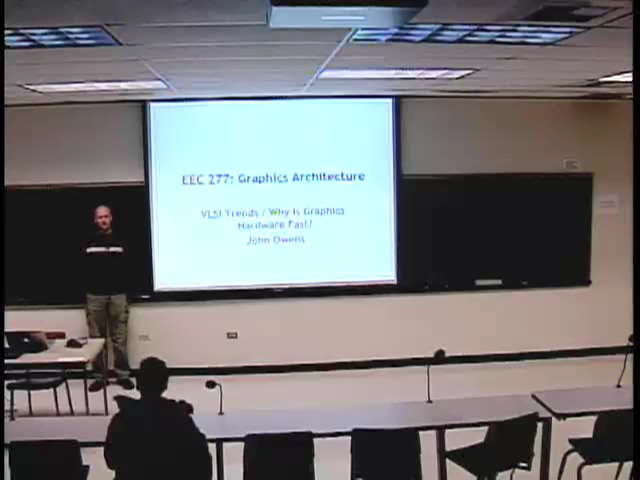 EEC 277: Graphics Architecture
VLSI Trends / Why Is Graphics
Hardware Fast?
John Owens